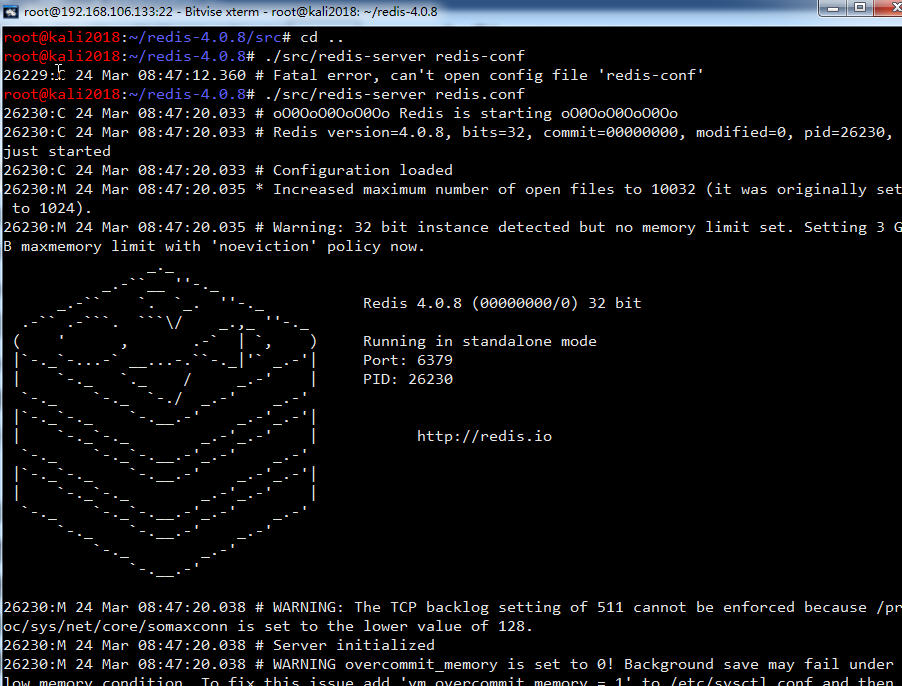 root@192.168.106.133:22 - Bitvise xterm - root@kali2018: ~/redis-4.0.8
root@kali2018:~/redis-4.0.8/src# cd ..
root@kali2018:~/redis-4.0.8# ./src/redis-server redis-conf
26229:C 24 Mar 08:47:12.360 # Fatal error, can't open config file 'redis-conf'
root@kali2018:~/redis-4.0.8# ./src/redis-server redis.conf
26230:C 24 Mar 08:47:20.033 # oO0OoO0OoO0Oo Redis is starting oO0OoO0OoO0Oo
26230:C 24 Mar 08:47:20.033 # Redis version=4.0.8, bits=32, commit=00000000, modified=0, pid=26230,
just started
26230:C 24 Mar 08:47:20.033 # Configuration loaded
26230:M 24 Mar 08:47:20.035 * Increased maximum number of open files to 10032 (it was originally set
to 1024).
26230:M 24 Mar 08:47:20.035 # Warning: 32 bit instance detected but no memory limit set. Setting 3 G
B maxmemory limit with 'noeviction' policy now.
Redis 4.0.8 (00000000/0) 32 bit
Running in standalone mode
Port: 6379
PID: 26230
http://redis.io
26230:M 24 Mar 08:47:20.038 # WARNING: The TCP backlog setting of 511 cannot be enforced because /pr
oc/sys/net/core/somaxconn is set to the lower value of 128.
26230:M 24 Mar 08:47:20.038 # Server initialized
26230:M 24 Mar 08:47:20.038 # WARNING overcommit_memory is set to 0! Background save may fail under
low memory condition. To fix this issue add 'vm.overcommit_memory = 1' to /etc/sysctl.conf and then